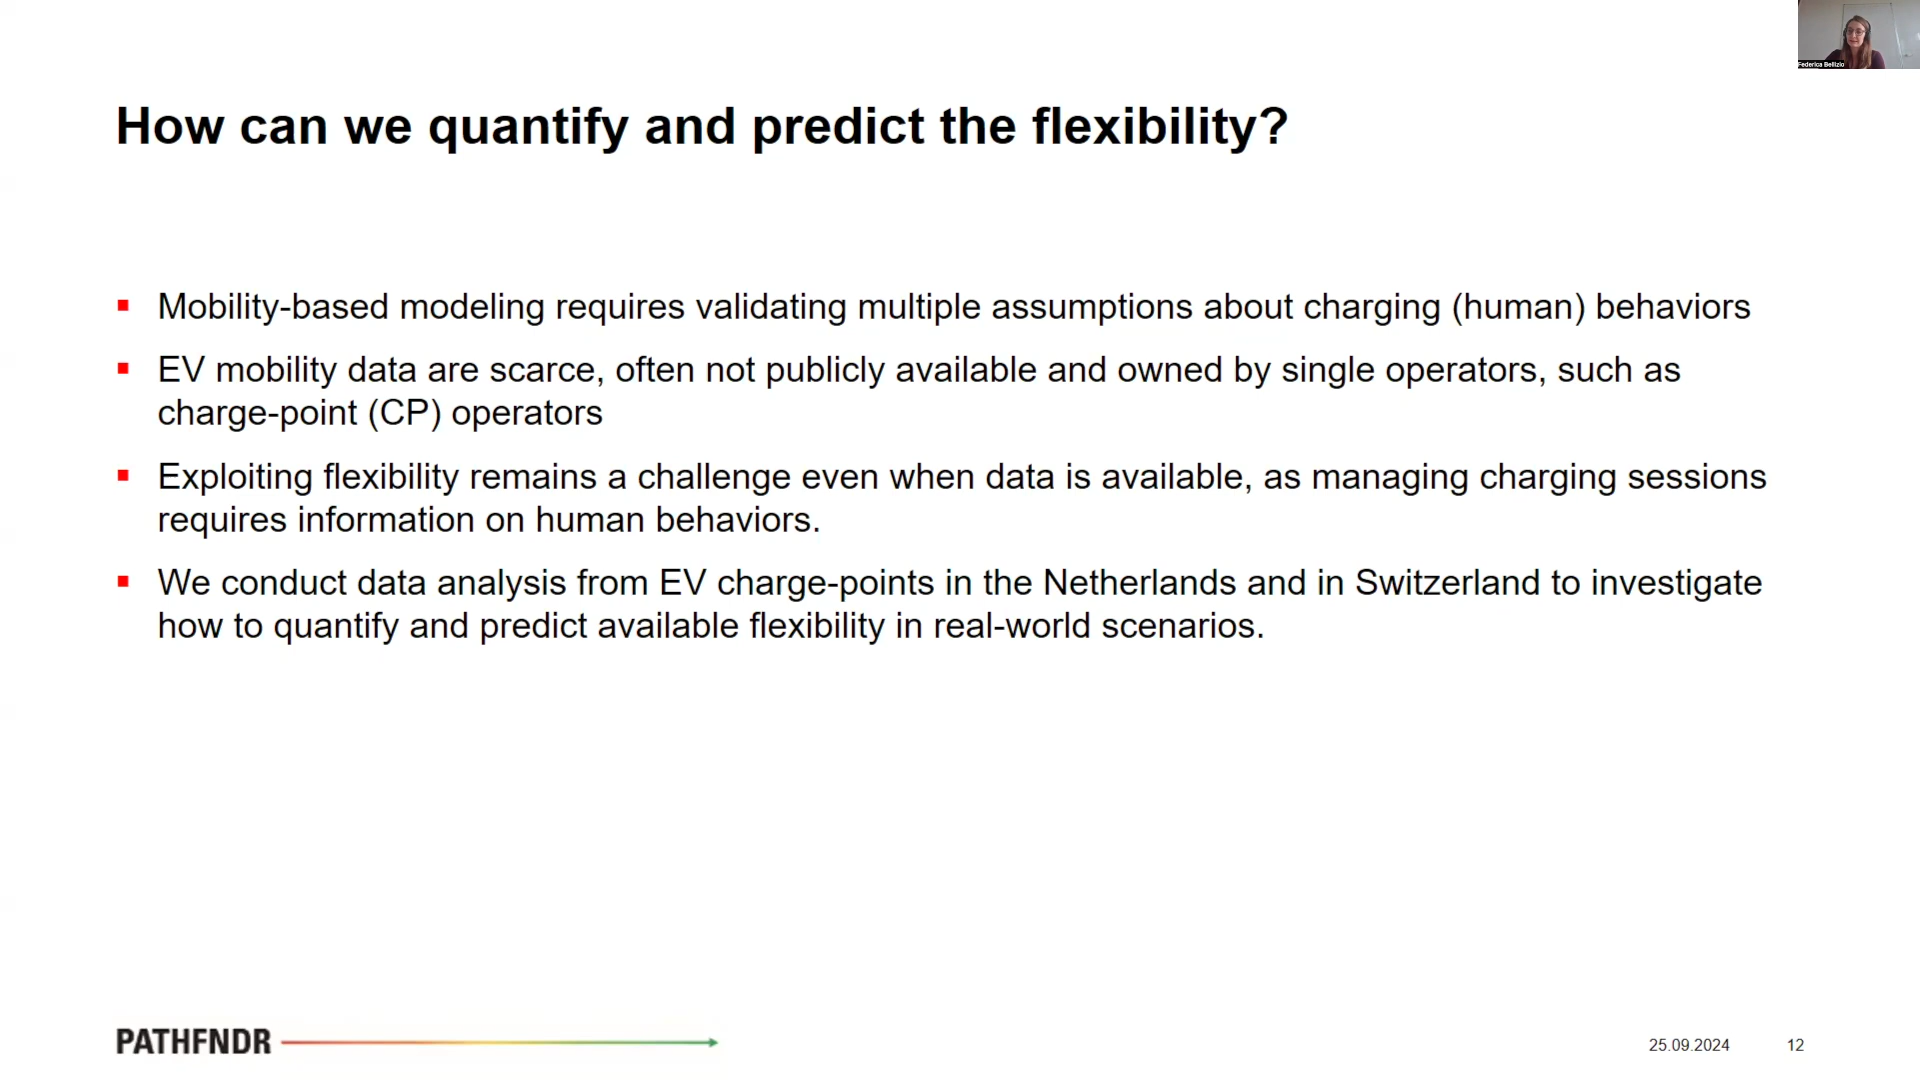 Federica Bellizio
How can we quantify and predict the flexibility?
Mobility-based modeling requires validating multiple assumptions about charging (human) behaviors
EV mobility data are scarce, often not publicly available and owned by single operators, such as
charge-point (CP) operators
Exploiting flexibility remains a challenge even when data is available, as managing charging sessions
requires information on human behaviors.
We conduct data analysis from EV charge-points in the Netherlands and in Switzerland to investigate
how to quantify and predict available flexibility in real-world scenarios.
PATHFNDR
25.09.2024
12